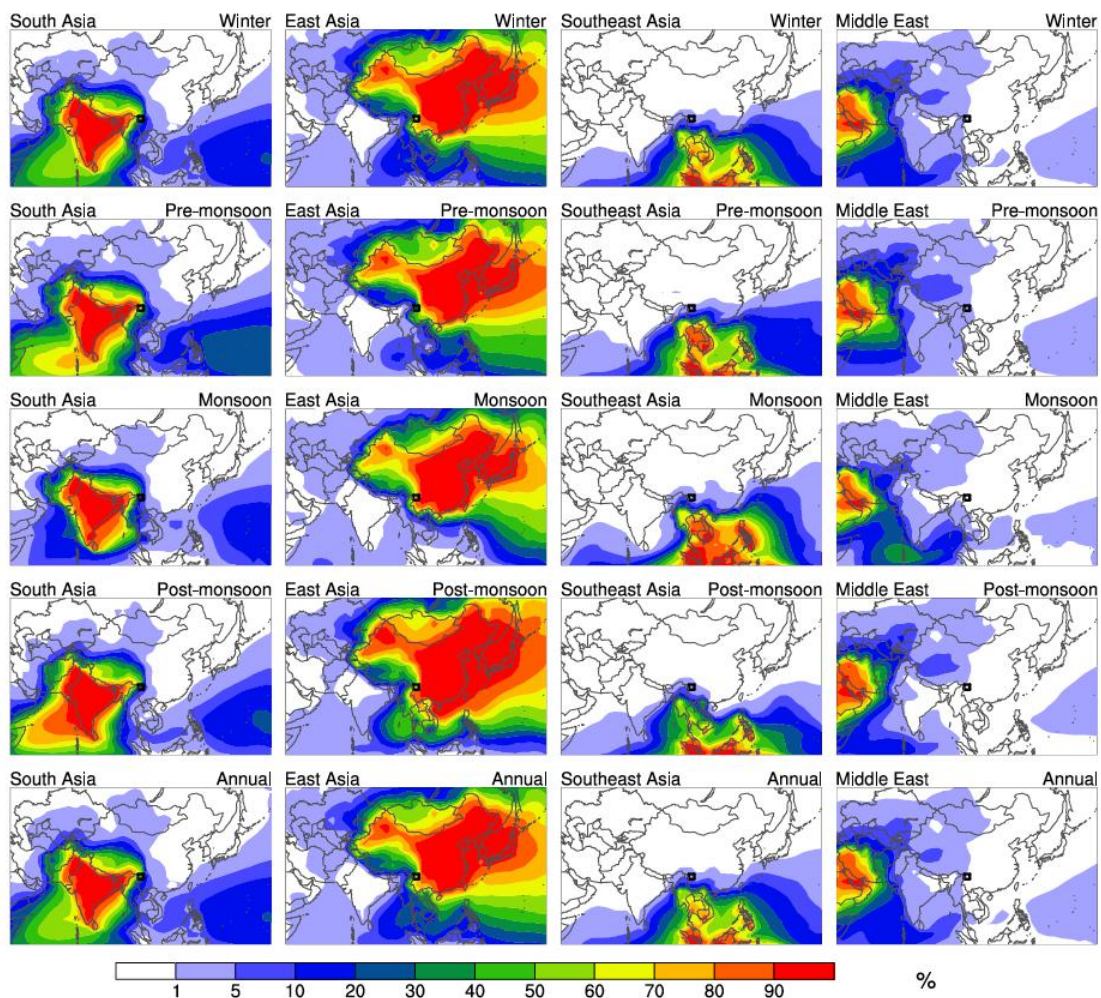 South Asia Winter East Asia Winter Southeast Asia Winter Middle East Winter
South Asia Pre-monsoon East Asia Pre-monsoon Southeast Asia Pre-monsoon Middle East Pre-monsoon
South Asia Monsoon East Asia Monsoon Southeast Asia Monsoon Middle East Monsoon
South Asia Post-monsoon East Asia Post-monsoon Southeast Asia Post-monsoon Middle East Post-monsoon
South Asia Annual East Asia Annual Southeast Asia Annual Middle East Annual
1 5 10 20 30 40 50 60 70 80 90 %